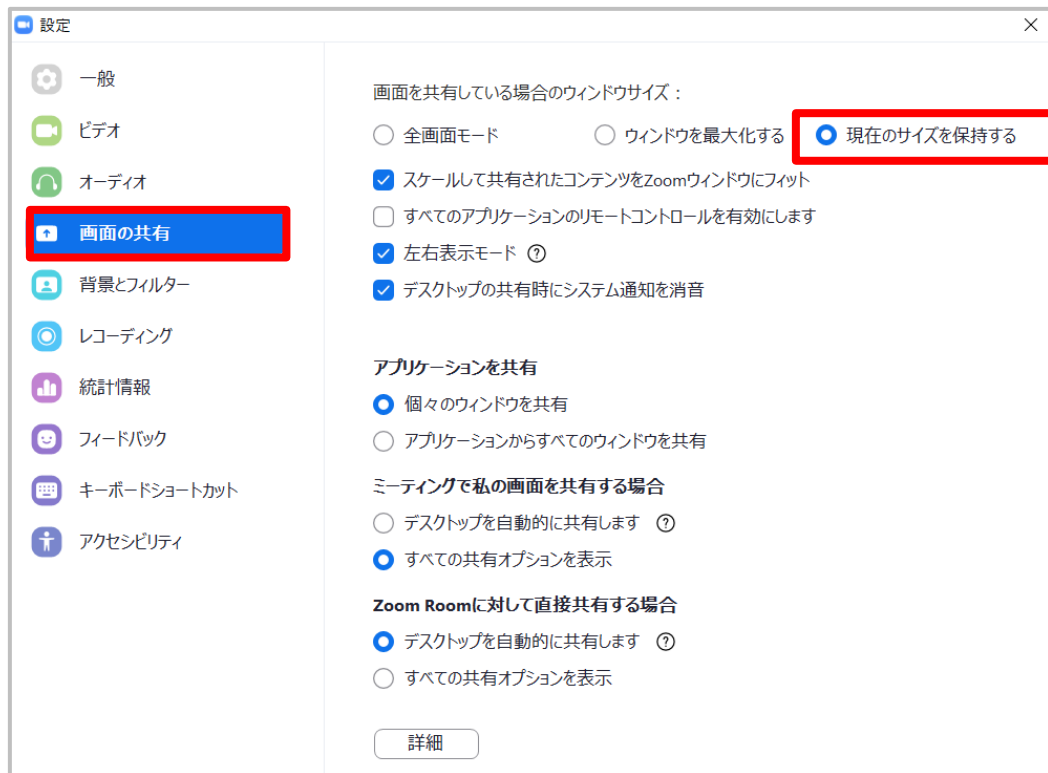 設定
一般
ビデオ
オーディオ
画面の共有
背景とフィルター
レコーディング
統計情報
フィードバック
キーボードショートカット
アクセシビリティ
画面を共有している場合のウィンドウサイズ：
全画面モード ウィンドウを最大化する 現在のサイズを保持する
スケールして共有されたコンテンツをZoomウィンドウにフィット
すべてのアプリケーションのリモートコントロールを有効にします
左右表示モード ?
デスクトップの共有時にシステム通知を消音
アプリケーションを共有
個々のウィンドウを共有
アプリケーションからすべてのウィンドウを共有
ミーティングで私の画面を共有する場合
デスクトップを自動的に共有します ?
すべての共有オプションを表示
Zoom Roomに対して直接共有する場合
デスクトップを自動的に共有します ?
すべての共有オプションを表示
詳細